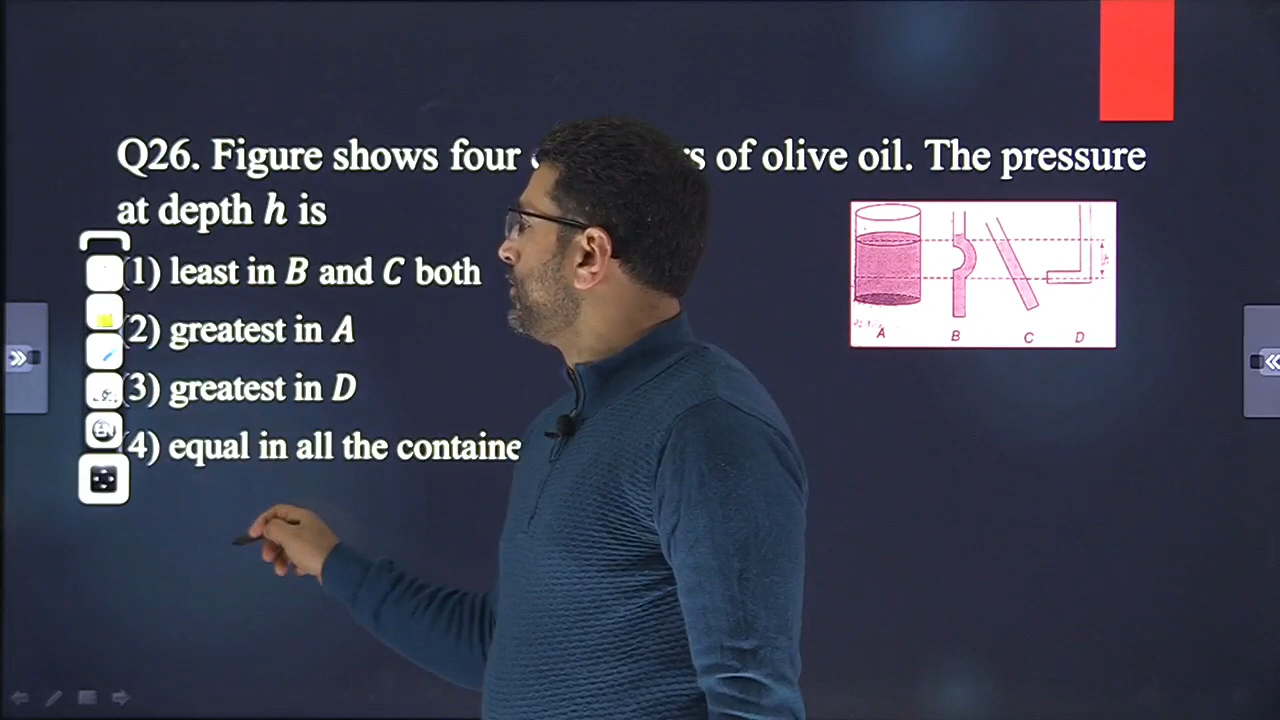 Q26. Figure shows four of olive oil. The pressure
at depth h is
(1) least in B and C both
(2) greatest in A
(3) greatest in D
(4) equal in all the containe
A B C D